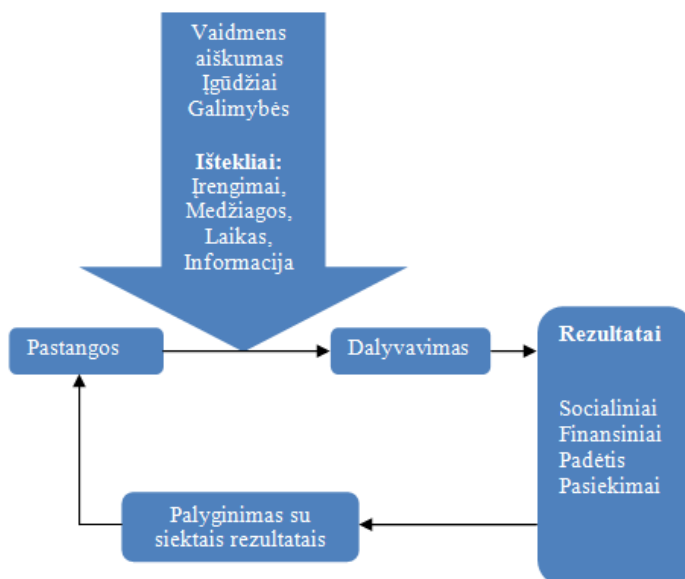 Vaidmens
aiškumas
Įgūdžiai
Galimybės
Ištekliai:
Įrengimai,
Medžiagos,
Laikas,
Informacija
Pastangos
Dalyvavimas
Rezultatai
Socialiniai
Finansiniai
Padėtis
Pasiekimai
Palyginimas su
siektais rezultatais